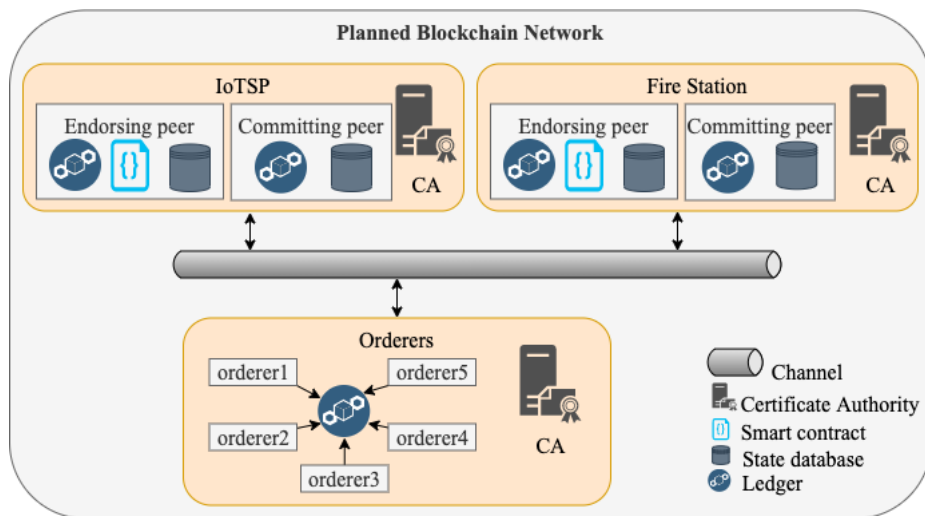 Planned Blockchain Network
IoTSP
Endorsing peer
{}
Committing peer
CA
Fire Station
Endorsing peer
{}
Committing peer
CA
Orderers
orderer1
orderer5
orderer2
orderer4
orderer3
CA
Channel
Certificate Authority
{}
Smart contract
State database
Ledger